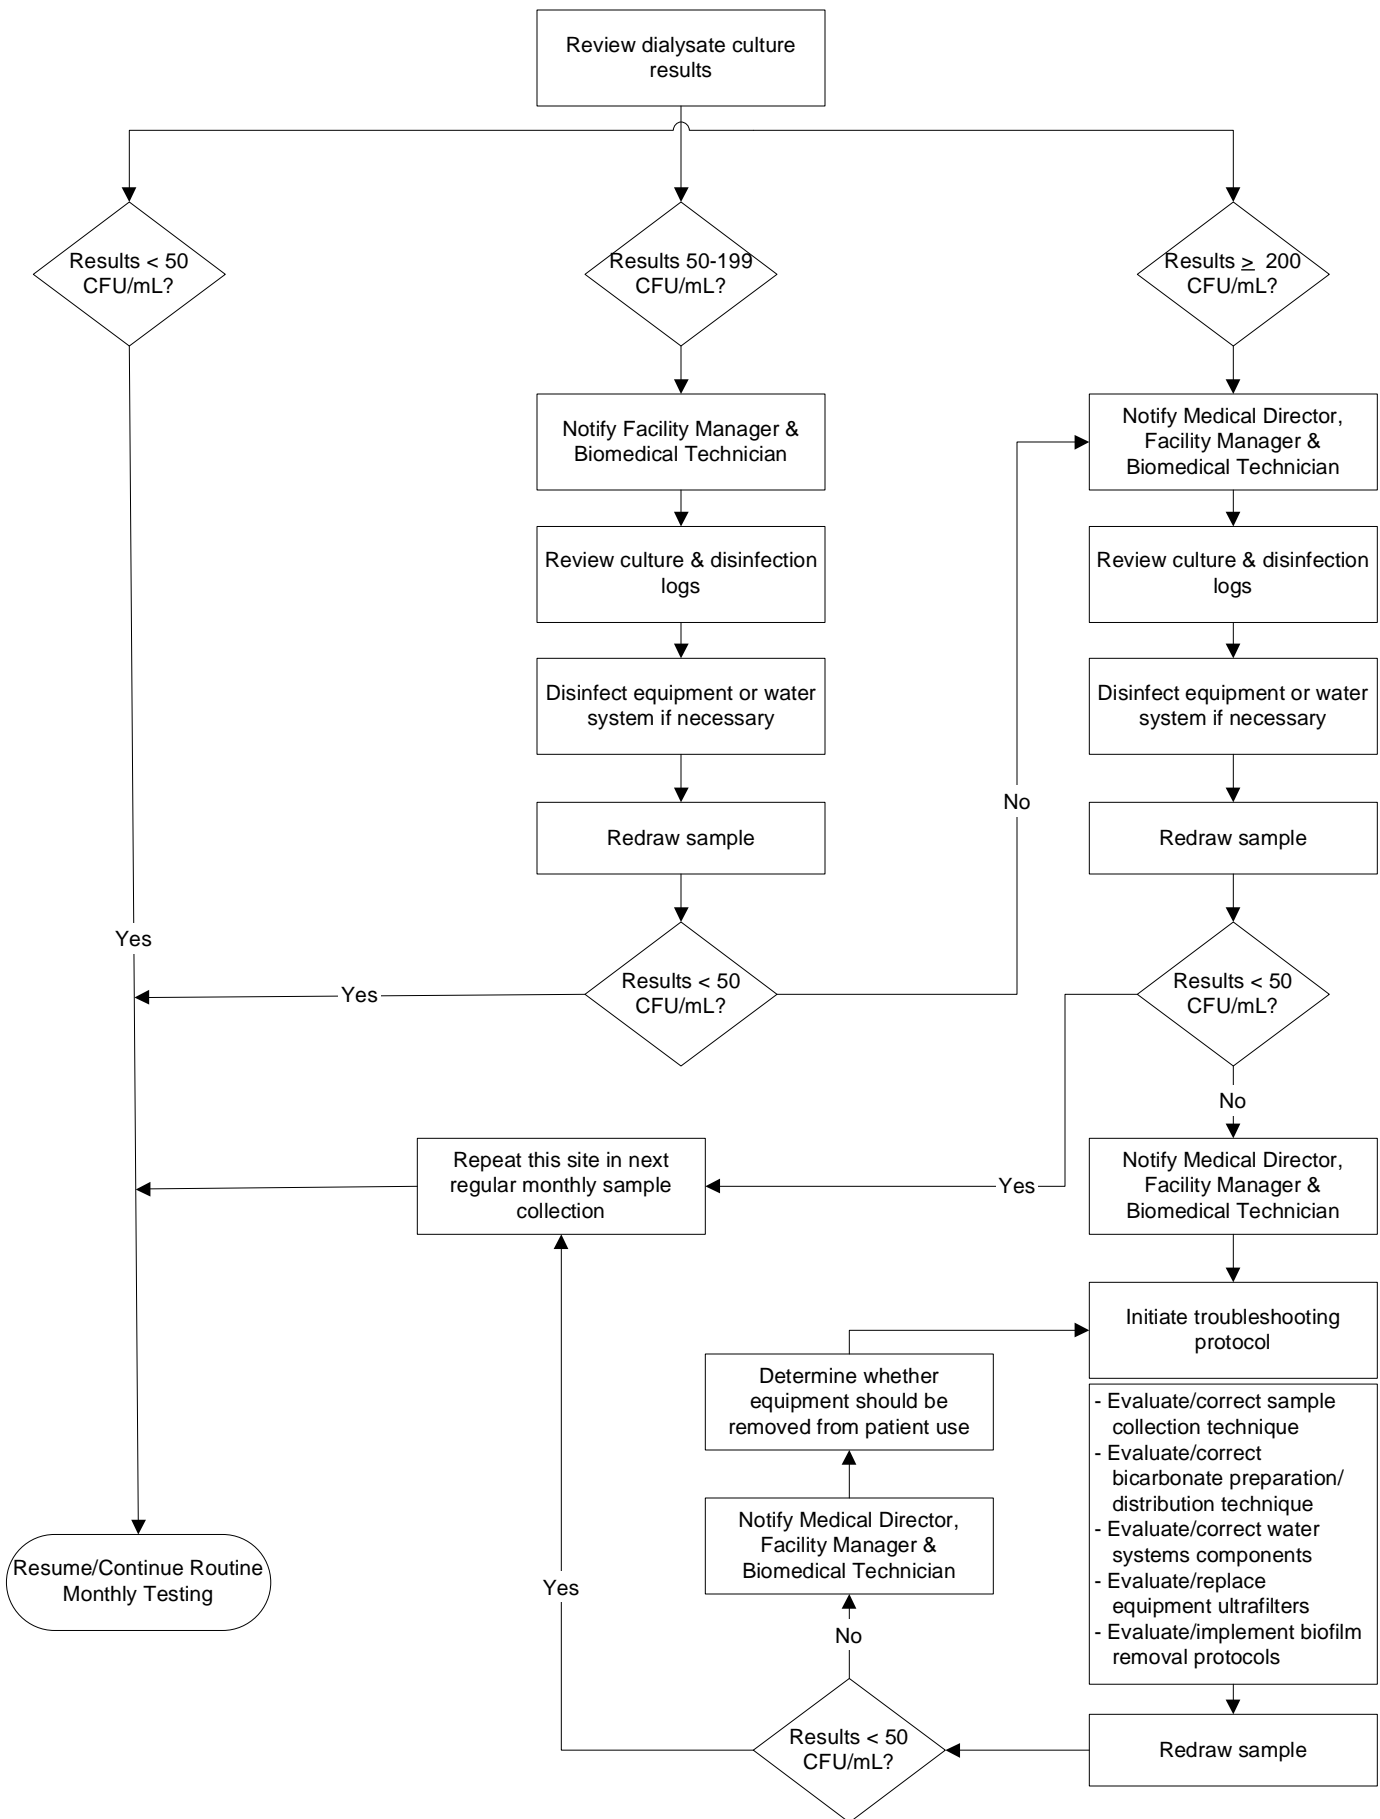 Review dialysate culture
results
Results < 50
CFU/mL?
Results 50-199
CFU/mL?
Results ≥ 200
CFU/mL?
Notify Facility Manager &
Biomedical Technician
Notify Medical Director,
Facility Manager &
Biomedical Technician
Review culture & disinfection
logs
Review culture & disinfection
logs
Disinfect equipment or water
system if necessary
Disinfect equipment or water
system if necessary
No
Redraw sample
Redraw sample
Yes
Yes
Results < 50
CFU/mL?
Results < 50
CFU/mL?
No
Repeat this site in next
regular monthly sample
collection
Yes
Notify Medical Director,
Facility Manager &
Biomedical Technician
Initiate troubleshooting
protocol
Determine whether
equipment should be
removed from patient use
- Evaluate/correct sample
collection technique
- Evaluate/correct
bicarbonate preparation/
distribution technique
- Evaluate/correct water
systems components
- Evaluate/replace
equipment ultrafilters
- Evaluate/implement biofilm
removal protocols
Notify Medical Director,
Facility Manager &
Biomedical Technician
Resume/Continue Routine
Monthly Testing
Yes
No
Results < 50
CFU/mL?
Redraw sample